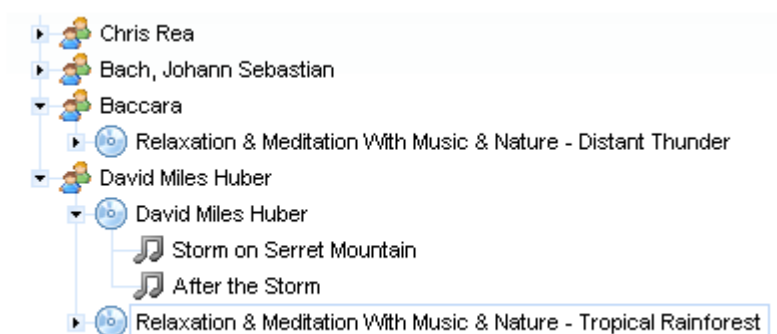 Chris Rea
Bach, Johann Sebastian
Baccara
Relaxation & Meditation With Music & Nature - Distant Thunder
David Miles Huber
David Miles Huber
Storm on Serret Mountain
After the Storm
Relaxation & Meditation With Music & Nature - Tropical Rainforest